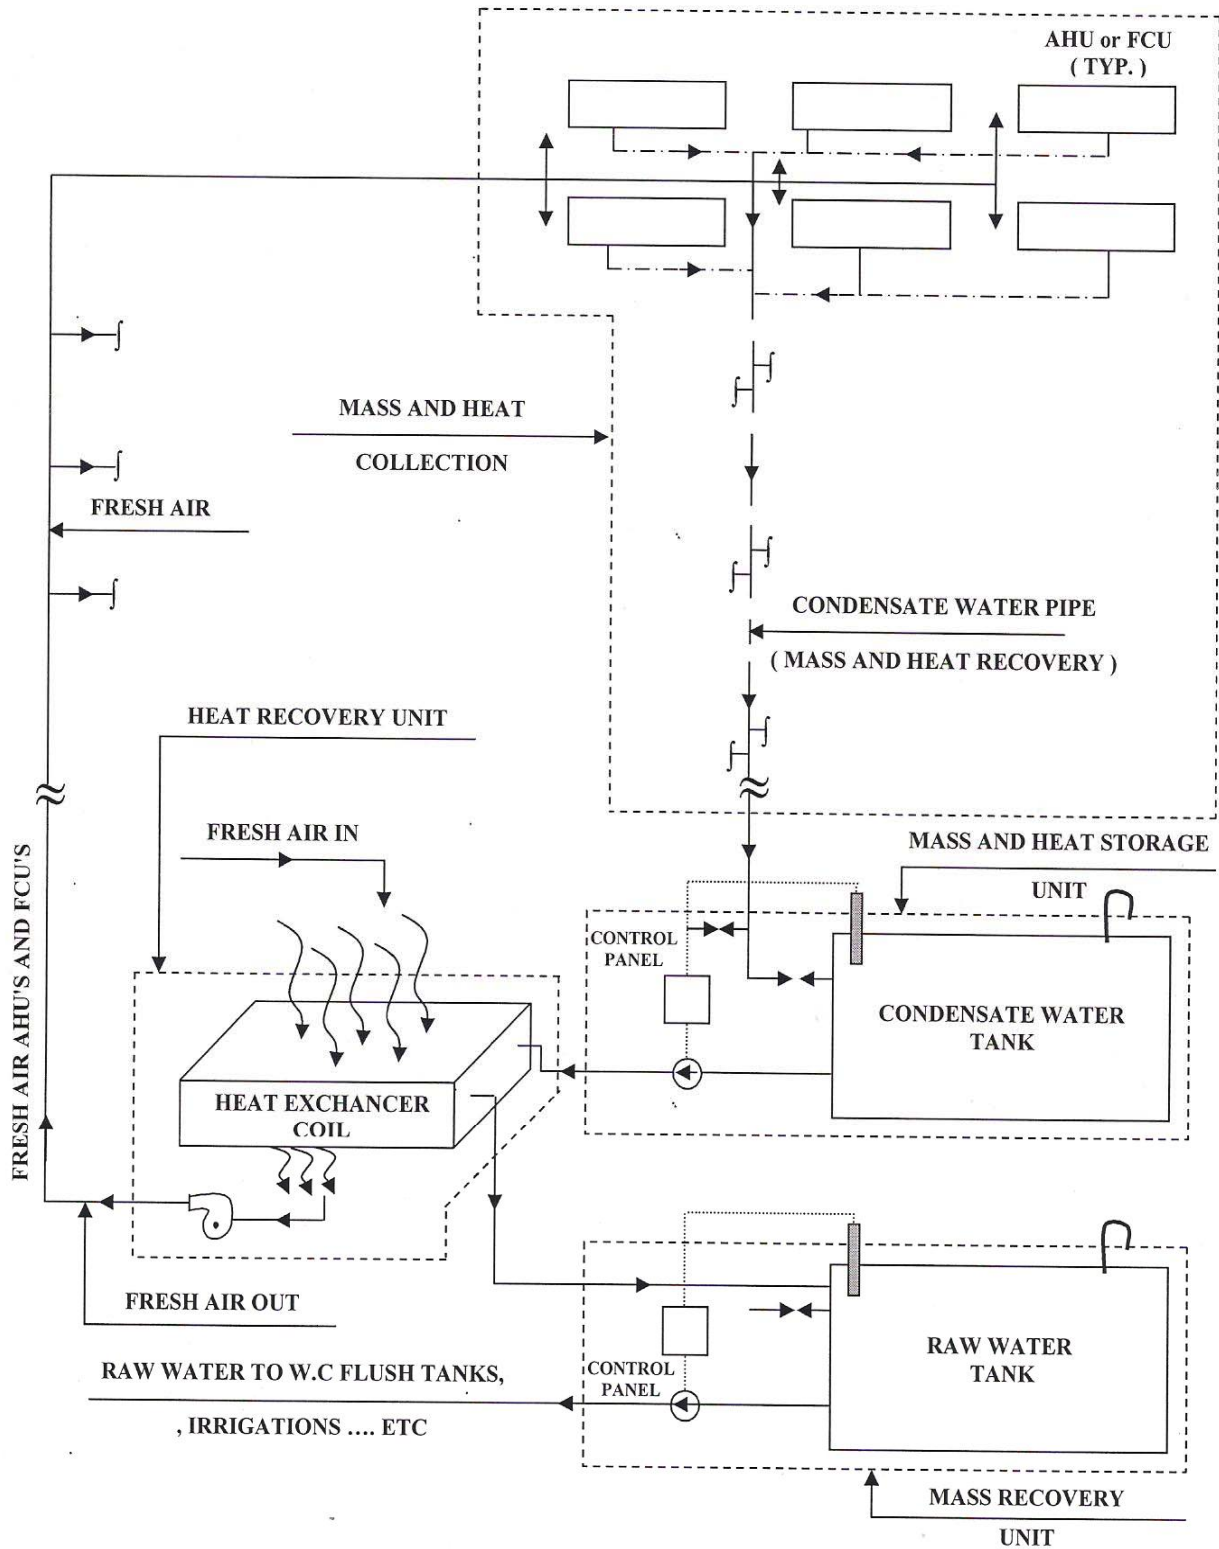 AHU or FCU
( TYP. )
MASS AND HEAT
COLLECTION
FRESH AIR
CONDENSATE WATER PIPE
( MASS AND HEAT RECOVERY )
HEAT RECOVERY UNIT
FRESH AIR IN
MASS AND HEAT STORAGE
UNIT
CONTROL
PANEL
CONDENSATE WATER
TANK
FRESH AIR AHU'S AND FCU'S
HEAT EXCHANCER
COIL
FRESH AIR OUT
RAW WATER TO W.C FLUSH TANKS,
, IRRIGATIONS .... ETC
CONTROL
PANEL
RAW WATER
TANK
MASS RECOVERY
UNIT